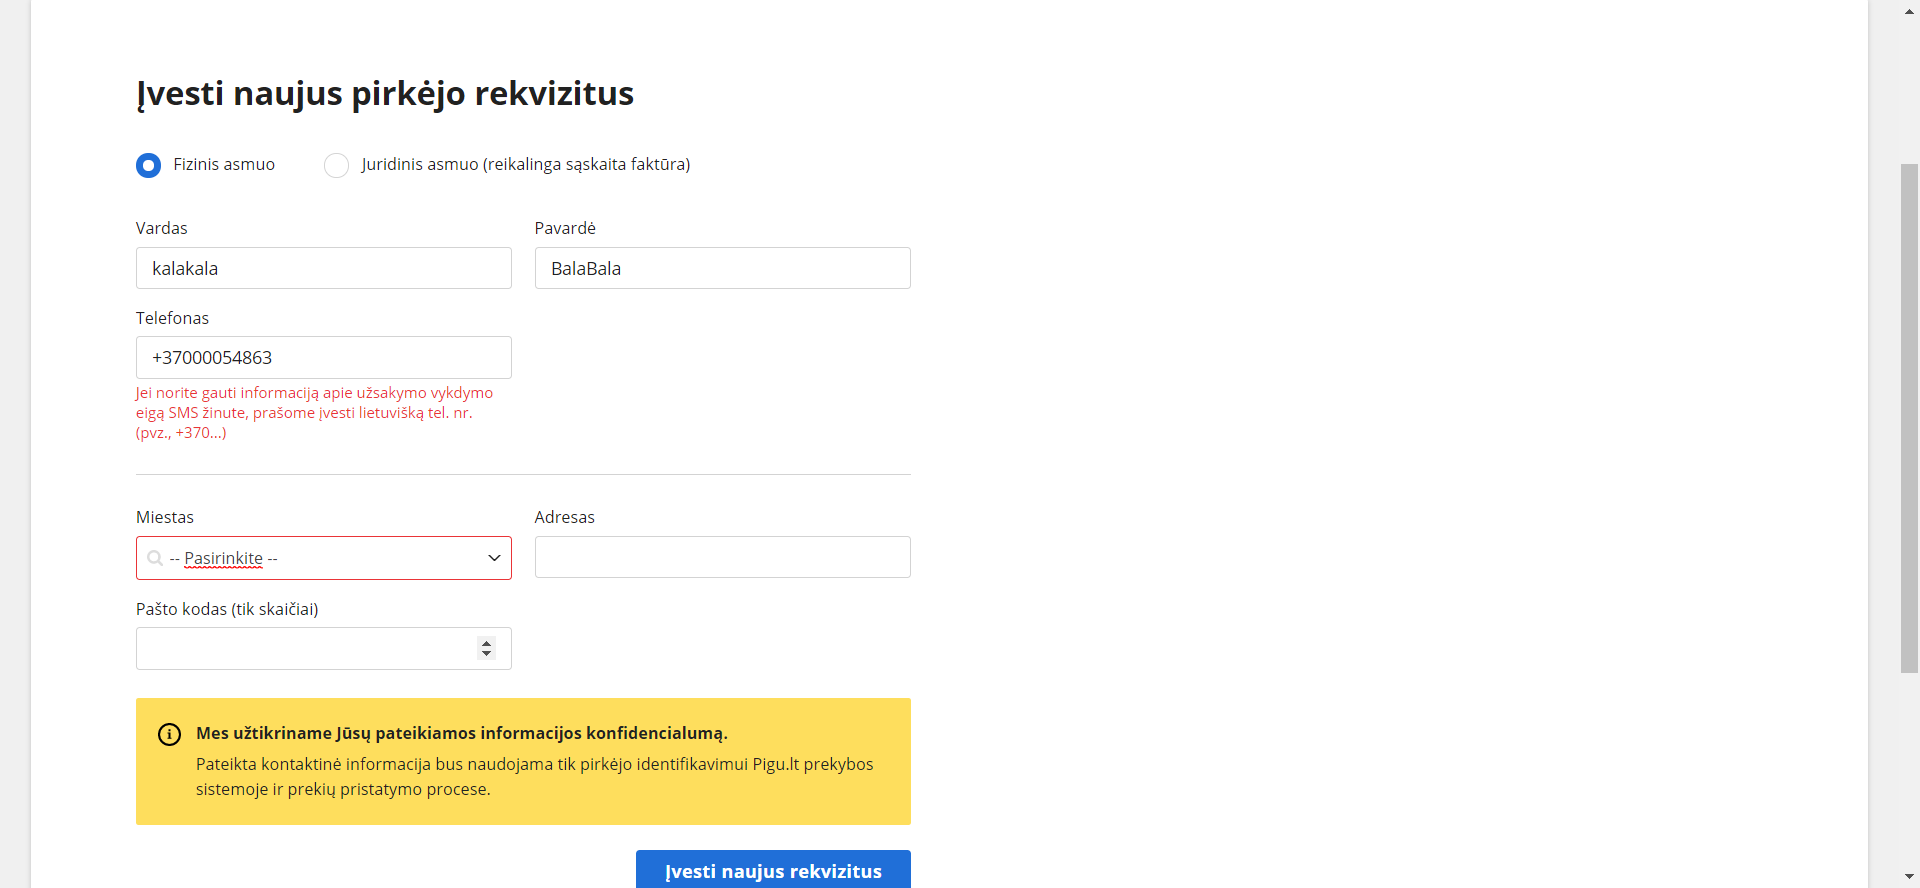 Įvesti naujus pirkėjo rekvizitus
Fizinis asmuo
Juridinis asmuo (reikalinga sąskaita faktūra)
Vardas
Pavardė
kalakala
BalaBala
Telefonas
+37000054863
Jei norite gauti informaciją apie užsakymo vykdymo
eigą SMS žinute, prašome įvesti lietuvišką tel. nr.
(pvz., +370...)
Miestas
Adresas
-- Pasirinkite --
Pašto kodas (tik skaičiai)
Mes užtikriname Jūsų pateikiamos informacijos konfidencialumą.
Pateikta kontaktinė informacija bus naudojama tik pirkėjo identifikavimui Pigu.lt prekybos
sistemoje ir prekių pristatymo procese.
Įvesti naujus rekvizitus